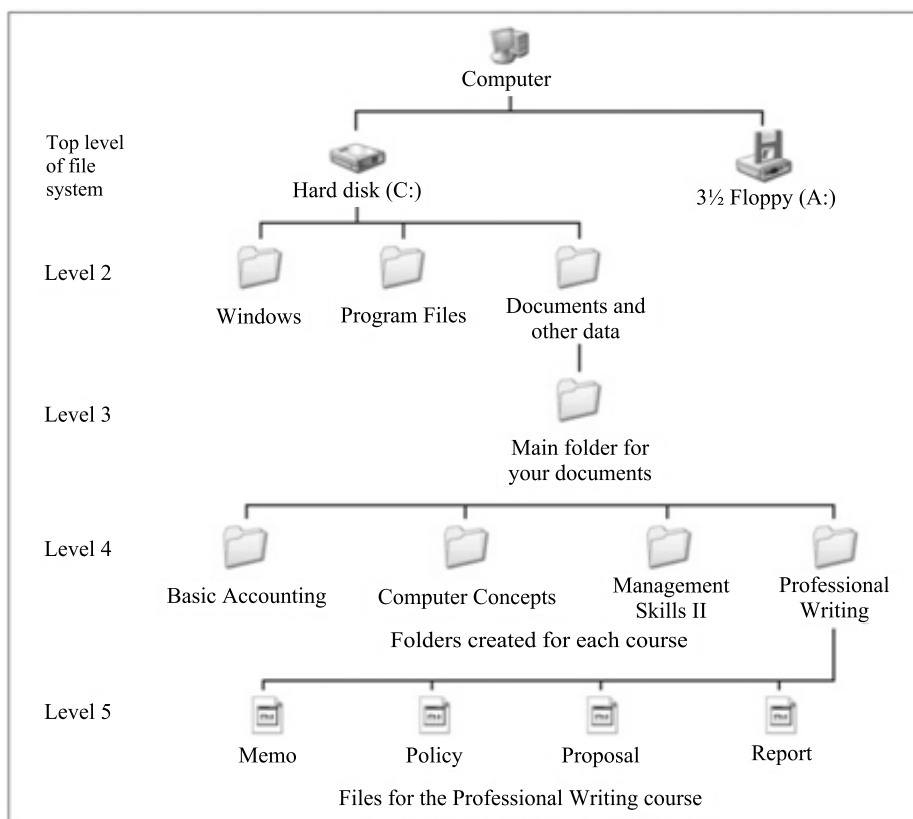 Computer
Top level
of file
system
Hard disk (C:)
3½ Floppy (A:)
Level 2
Windows
Program Files
Documents and
other data
Level 3
Main folder for
your documents
Level 4
Basic Accounting
Computer Concepts
Management
Skills II
Professional
Writing
Folders created for each course
Level 5
Memo
Policy
Proposal
Report
Files for the Professional Writing course